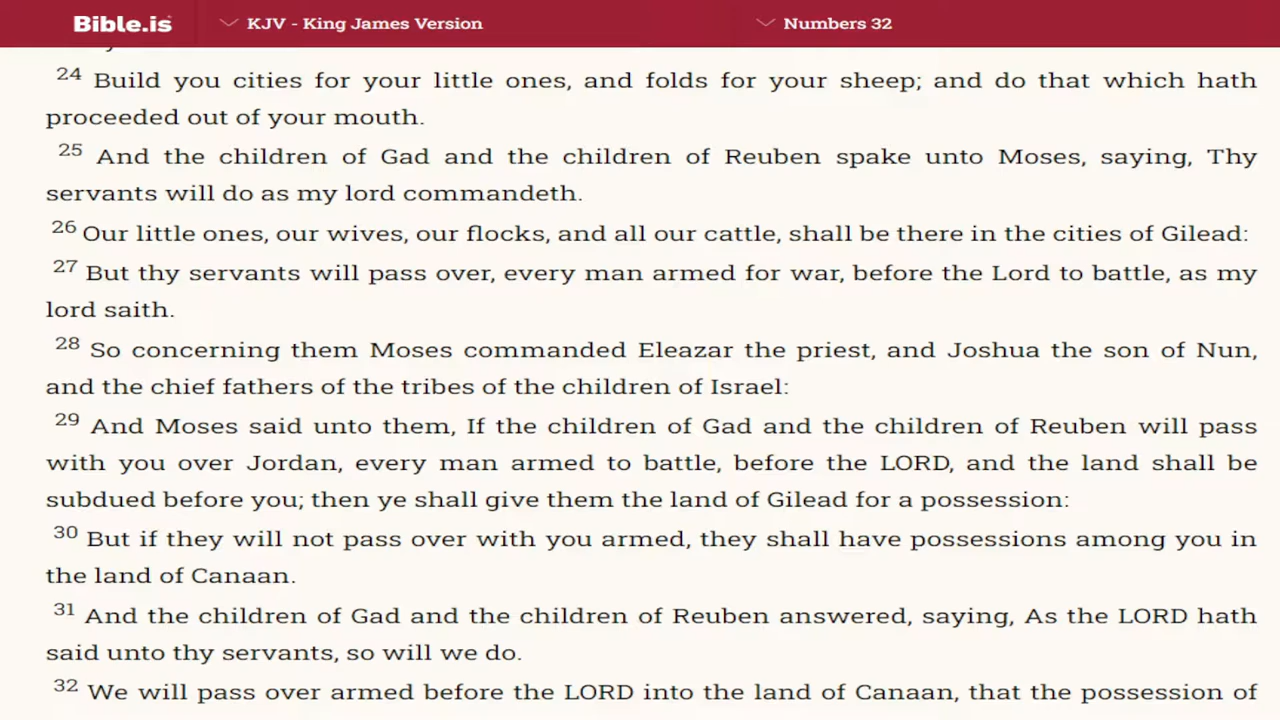 Bible.is KJV - King James Version Numbers 32
24 Build you cities for your little ones, and folds for your sheep; and do that which hath
proceeded out of your mouth.
25 And the children of Gad and the children of Reuben spake unto Moses, saying, Thy
servants will do as my lord commandeth.
26 Our little ones, our wives, our flocks, and all our cattle, shall be there in the cities of Gilead:
27 But thy servants will pass over, every man armed for war, before the Lord to battle, as my
lord saith.
28 So concerning them Moses commanded Eleazar the priest, and Joshua the son of Nun,
and the chief fathers of the tribes of the children of Israel:
29 And Moses said unto them, If the children of Gad and the children of Reuben will pass
with you over Jordan, every man armed to battle, before the LORD, and the land shall be
subdued before you; then ye shall give them the land of Gilead for a possession:
30 But if they will not pass over with you armed, they shall have possessions among you in
the land of Canaan.
31 And the children of Gad and the children of Reuben answered, saying, As the LORD hath
said unto thy servants, so will we do.
32 We will pass over armed before the LORD into the land of Canaan, that the possession of